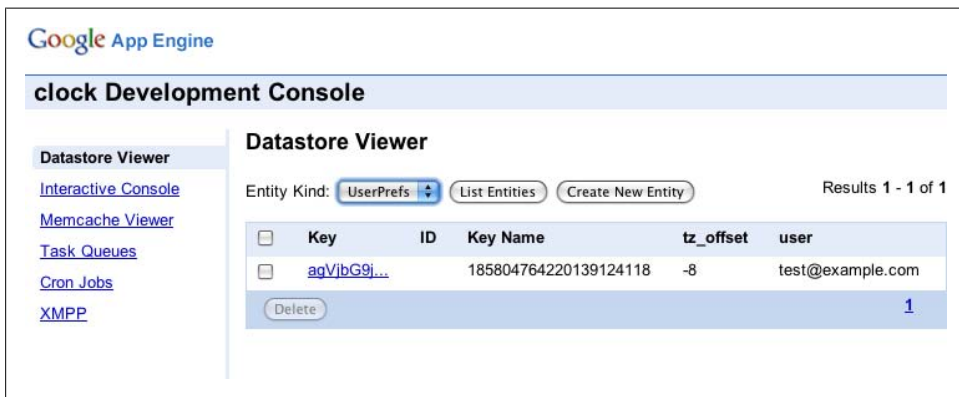 Google App Engine
clock Development Console
Datastore Viewer
Interactive Console
Memcache Viewer
Task Queues
Cron Jobs
XMPP
Datastore Viewer
Entity Kind: UserPrefs List Entities Create New Entity Results 1 - 1 of 1
Key ID Key Name tz_offset user
agVjbG9j... 185804764220139124118 -8 test@example.com
Delete 1